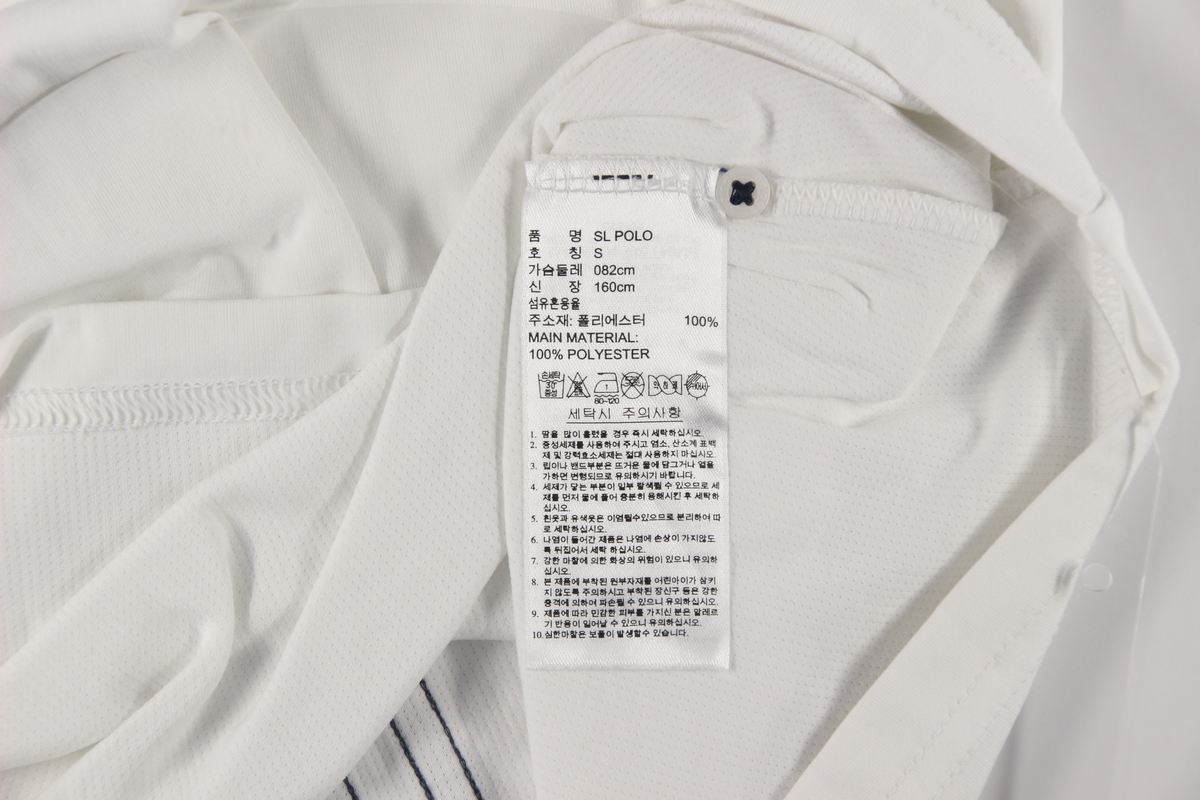 품 명 SL POLO
호 칭 S
가슴둘레 082cm
신 장 160cm
섬유혼용율
주소재: 폴리에스터 100%
MAIN MATERIAL:
100% POLYESTER
손세탁
30°
중성
1
80~120
세탁시 주의사항
1. 땀을 많이 흘렸을 경우 즉시 세탁하십시오.
2. 중성세제를 사용하여 주시고 염소, 산소계 표백
제 및 강력효소세제는 절대 사용하지 마십시오.
3. 립이나 밴드부분은 뜨거운 물에 담그거나 열을
가하면 변형되므로 유의하시기 바랍니다.
4. 세제가 닿는 부분이 일부 탈색될 수 있으므로 세
제를 먼저 물에 풀어 충분히 용해시킨 후 세탁하
십시오.
5. 흰옷과 유색옷은 이염될수있으므로 분리하여 따
로 세탁하십시오.
6. 나염이 들어간 제품은 나염에 손상이 가지않도
록 뒤집어서 세탁 하십시오.
7. 강한 마찰에 의한 화상의 위험이 있으니 유의하
십시오.
8. 본 제품에 부착된 원부자재를 어린아이가 삼키
지 않도록 주의하시고 부착된 장신구 등은 강한
충격에 의하여 파손될 수 있으니 유의하십시오.
9. 제품에 따라 민감한 피부를 가지신 분은 알레르
기 반응이 일어날 수 있으니 유의하십시오.
10.심한마찰은 보풀이 발생할수 있습니다.